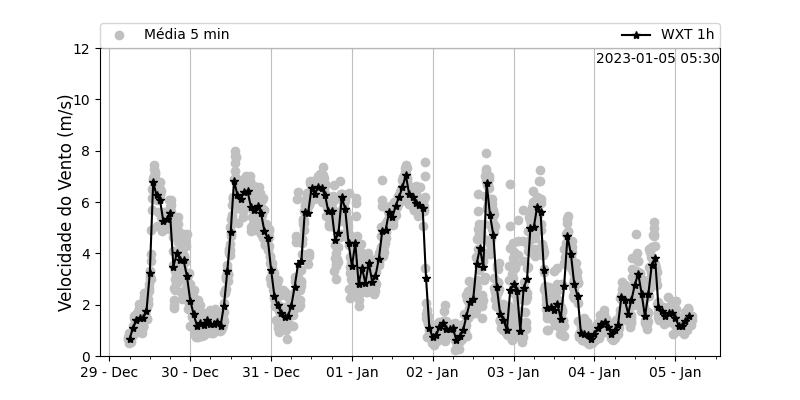 Média 5 min
WXT 1h
2023-01-05 05:30
Velocidade do Vento (m/s)
12
10
8
6
4
2
0
29 - Dec
30 - Dec
31 - Dec
01 - Jan
02 - Jan
03 - Jan
04 - Jan
05 - Jan